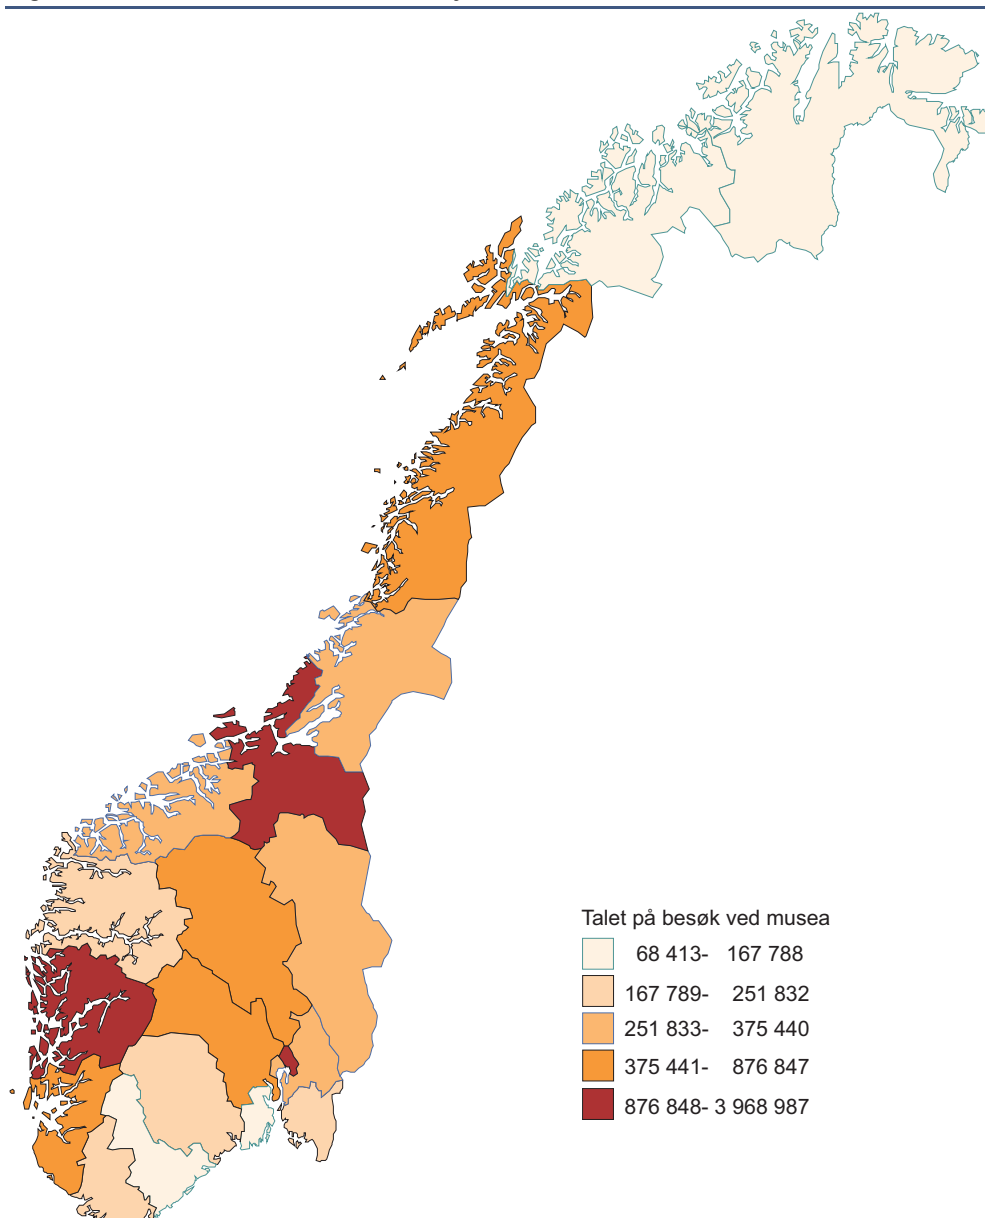 Talet på besøk ved musea
68 413- 167 788
167 789- 251 832
251 833- 375 440
375 441- 876 847
876 848- 3 968 987